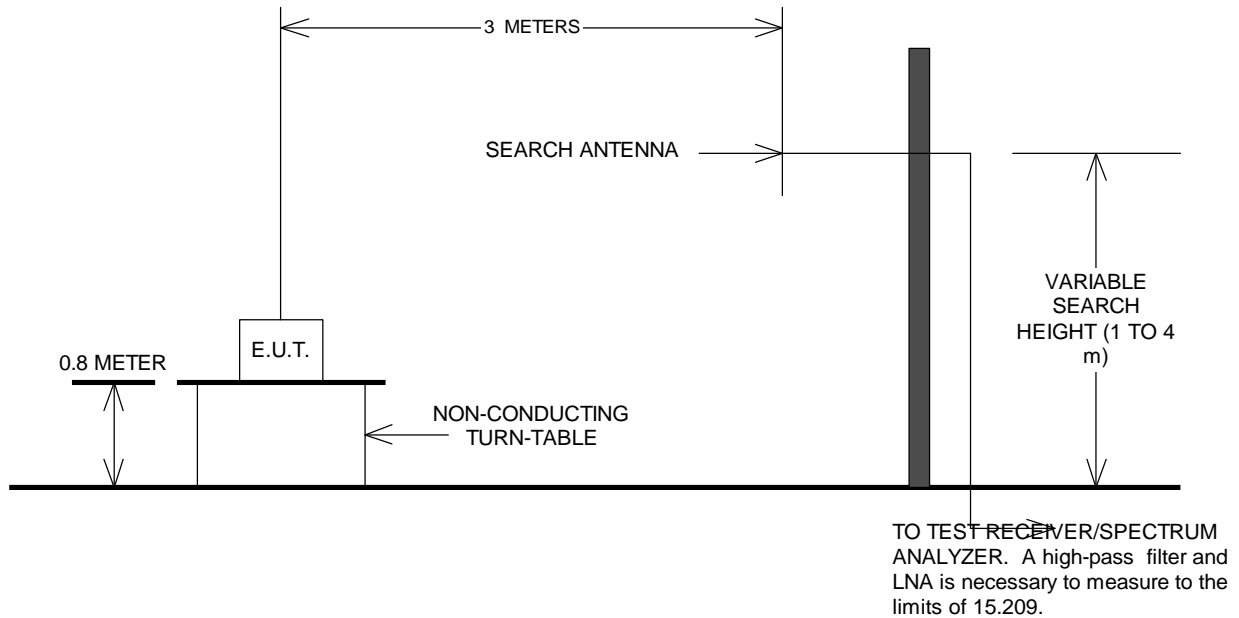 3 METERS
SEARCH ANTENNA
VARIABLE
SEARCH
HEIGHT (1 TO 4
m)
E.U.T.
0.8 METER
NON-CONDUCTING
TURN-TABLE
TO TEST RECEIVER/SPECTRUM
ANALYZER. A high-pass filter and
LNA is necessary to measure to the
limits of 15.209.